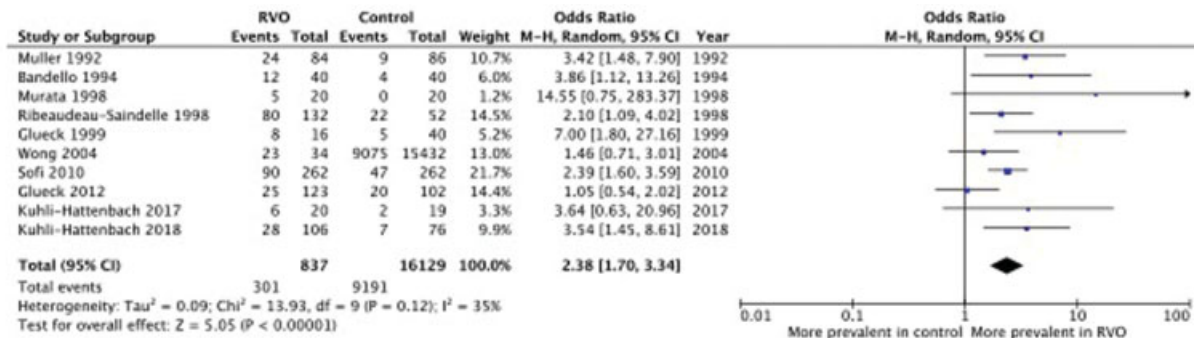 RVO Control Odds Ratio Odds Ratio
Study or Subgroup Events Total Events Total Weight M-H, Random, 95% CI Year M-H, Random, 95% CI
Muller 1992 24 84 9 86 10.7% 3.42 [1.48, 7.90] 1992
Bandello 1994 12 40 4 40 6.0% 3.86 [1.12, 13.26] 1994
Murata 1998 5 20 0 20 1.2% 14.55 [0.75, 283.37] 1998
Ribeaudeau-Saindelle 1998 80 132 22 52 14.5% 2.10 [1.09, 4.02] 1998
Glueck 1999 8 16 5 40 5.2% 7.00 [1.80, 27.16] 1999
Wong 2004 23 34 9075 15432 13.0% 1.46 [0.71, 3.01] 2004
Sofi 2010 90 262 47 262 21.7% 2.39 [1.60, 3.59] 2010
Glueck 2012 25 123 20 102 14.4% 1.05 [0.54, 2.02] 2012
Kuhli-Hattenbach 2017 6 20 2 19 3.3% 3.64 [0.63, 20.96] 2017
Kuhli-Hattenbach 2018 28 106 7 76 9.9% 3.54 [1.45, 8.61] 2018
Total (95% CI) 837 16129 100.0% 2.38 [1.70, 3.34]
Total events 301 9191
Heterogeneity: Tau² = 0.09; Chi² = 13.93, df = 9 (P = 0.12); I² = 35%
Test for overall effect: Z = 5.05 (P < 0.00001)
0.01 0.1 1 10 100
More prevalent in control More prevalent in RVO